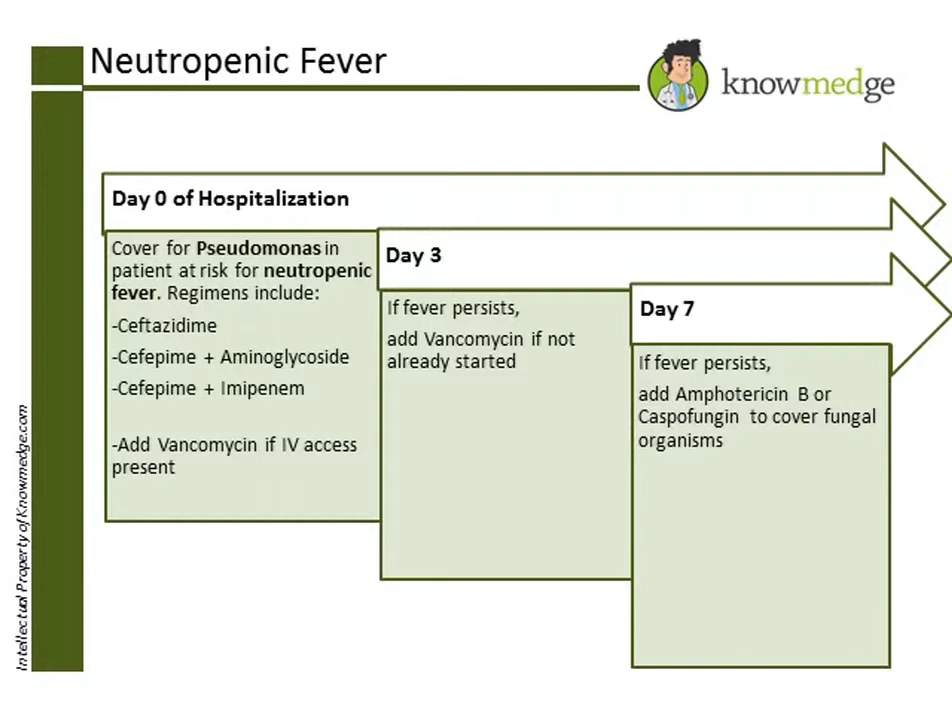 Neutropenic Fever
knowmedge
Day 0 of Hospitalization
Cover for Pseudomonas in
patient at risk for neutropenic
fever. Regimens include:
-Ceftazidime
-Cefepime + Aminoglycoside
-Cefepime + Imipenem
-Add Vancomycin if IV access
present
Day 3
If fever persists,
add Vancomycin if not
already started
Day 7
If fever persists,
add Amphotericin B or
Caspofungin to cover fungal
organisms
Intellectual Property of Knowmedge.com